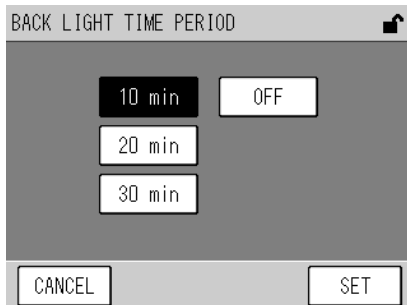 BACK LIGHT TIME PERIOD
10 min OFF
20 min
30 min
CANCEL SET